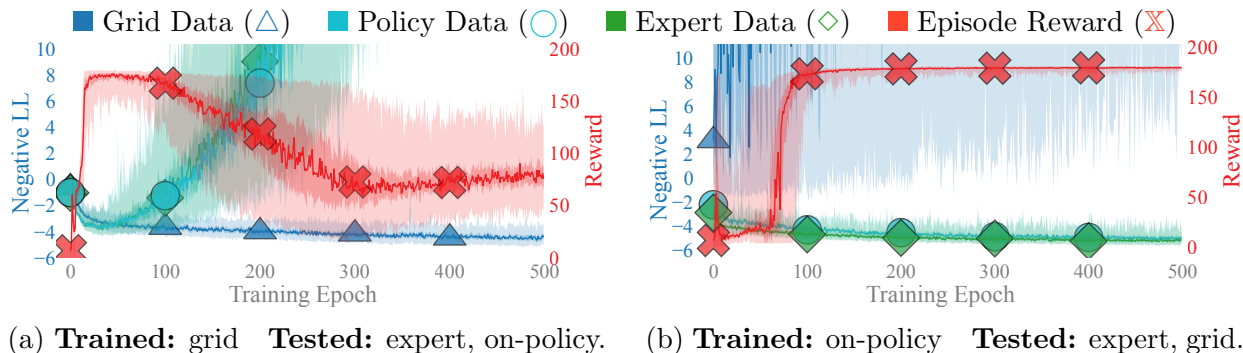 Grid Data (△) Policy Data (○) Expert Data (◇) Episode Reward (𝕏)
10 8 6 4 2 0 −2 −4 −6
Negative LL
200 150 100 50 0
Reward
0 100 200 300 400 500
Training Epoch
10 8 6 4 2 0 −2 −4 −6
Negative LL
200 150 100 50 0
Reward
0 100 200 300 400 500
Training Epoch
(a) Trained: grid Tested: expert, on-policy.
(b) Trained: on-policy Tested: expert, grid.